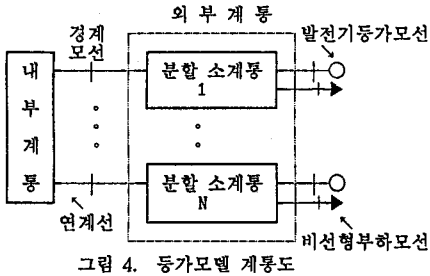 외 부 계 통
경계
모선
발전기등가모선
내
부
계
통
분할 소계통
1
분할 소계통
N
연계선
비선형부하모선
그림 4. 등가모델 계통도